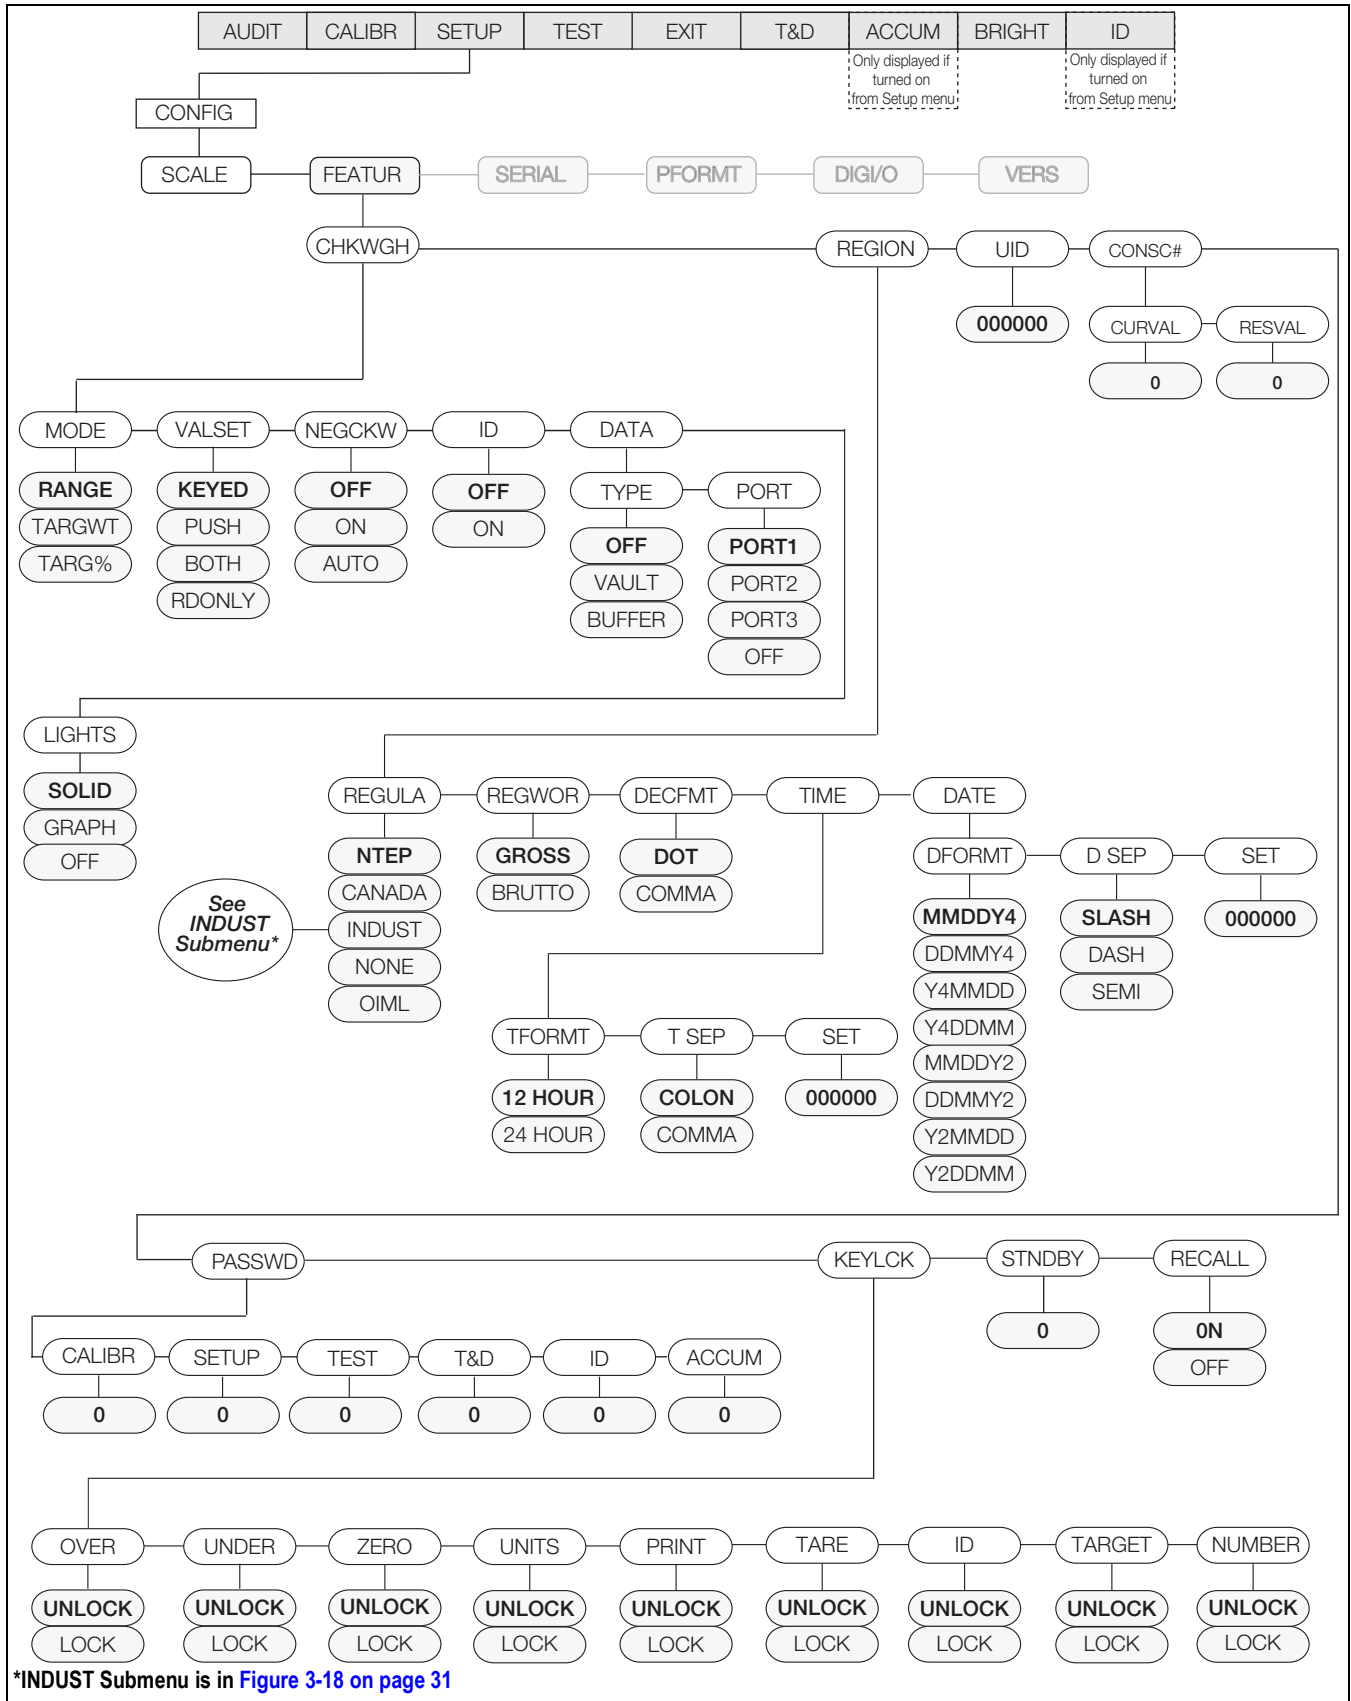 AUDIT CALIBR SETUP TEST EXIT T&D ACCUM BRIGHT ID
Only displayed if turned on from Setup menu
Only displayed if turned on from Setup menu
CONFIG
SCALE FEATUR SERIAL PFORMT DIGI/O VERS
CHKWGH REGION UID CONSC#
000000 CURVAL RESVAL
0 0
MODE VALSET NEGCKW ID DATA
RANGE KEYED OFF OFF TYPE PORT
TARGWT PUSH ON ON OFF PORT1
TARG% BOTH AUTO VAULT PORT2
RDONLY BUFFER PORT3
OFF
LIGHTS
SOLID
GRAPH
OFF
REGULA REGWOR DECFMT TIME DATE
NTEP GROSS DOT DFORMT D SEP SET
CANADA BRUTTO COMMA MMDDY4 SLASH 000000
See
INDUST
Submenu*
INDUST DDMMY4 DASH
NONE Y4MMDD SEMI
OIML Y4DDMM
TFORMT T SEP SET MMDDY2
12 HOUR COLON 000000 DDMMY2
24 HOUR COMMA Y2MMDD
Y2DDMM
PASSWD KEYLCK STNDBY RECALL
0 0N
OFF
CALIBR SETUP TEST T&D ID ACCUM
0 0 0 0 0 0
OVER UNDER ZERO UNITS PRINT TARE ID TARGET NUMBER
UNLOCK UNLOCK UNLOCK UNLOCK UNLOCK UNLOCK UNLOCK UNLOCK UNLOCK
LOCK LOCK LOCK LOCK LOCK LOCK LOCK LOCK LOCK
*INDUST Submenu is in Figure 3-18 on page 31